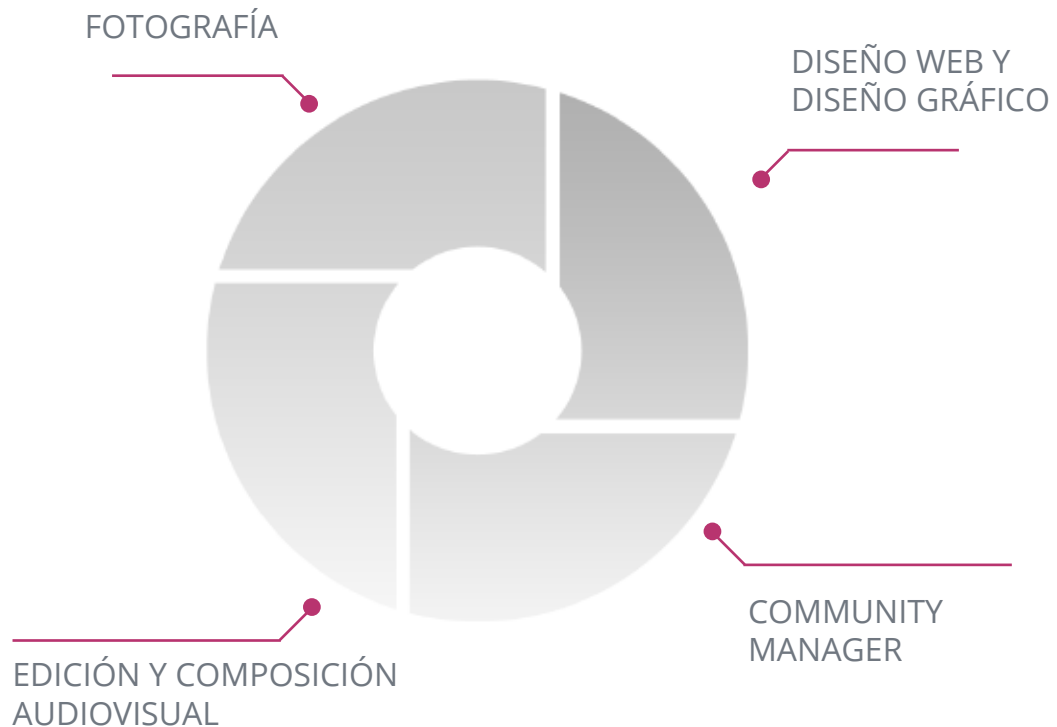 FOTOGRAFÍA
DISEÑO WEB Y
DISEÑO GRÁFICO
COMMUNITY
MANAGER
EDICIÓN Y COMPOSICIÓN
AUDIOVISUAL